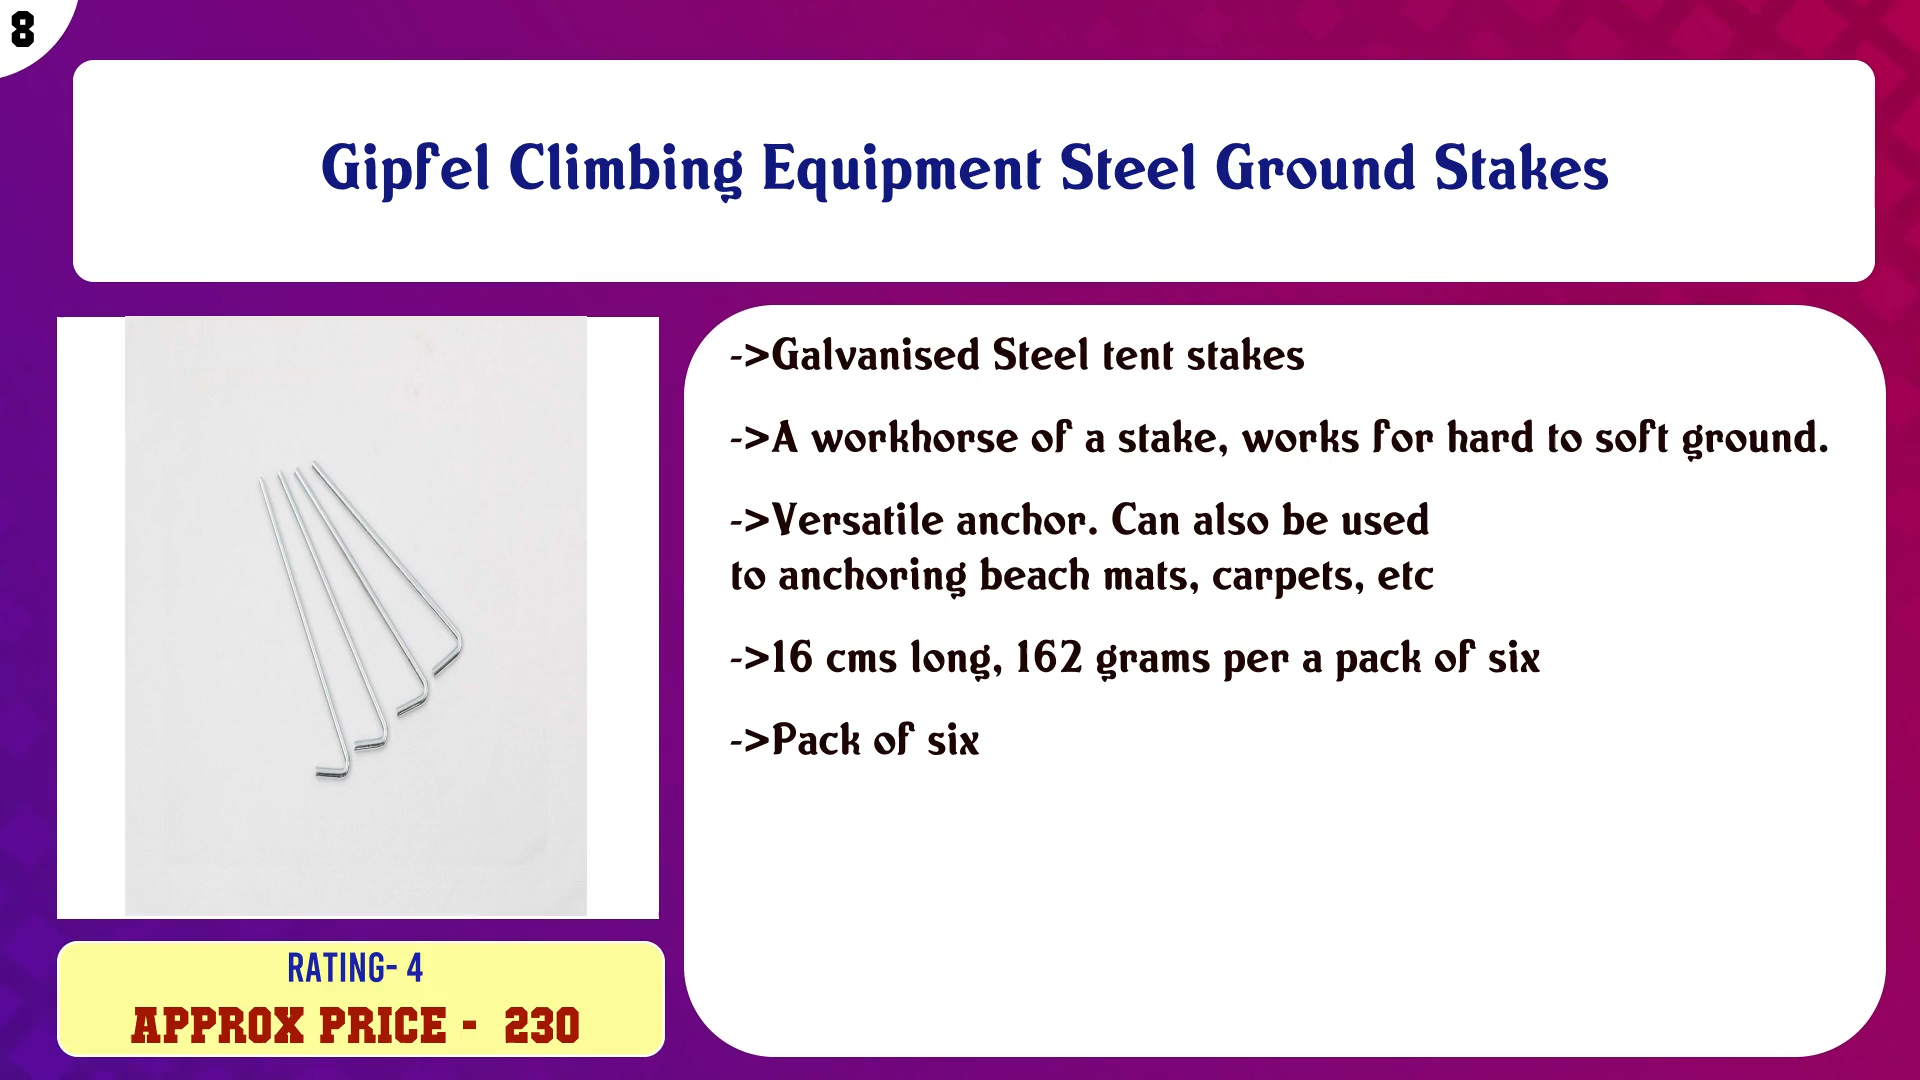 8
Gipfel Climbing Equipment Steel Ground Stakes
->Galvanised Steel tent stakes
->A workhorse of a stake, works for hard to soft ground.
->Versatile anchor. Can also be used
to anchoring beach mats, carpets, etc
->16 cms long, 162 grams per a pack of six
->Pack of six
RATING- 4
APPROX PRICE - 230